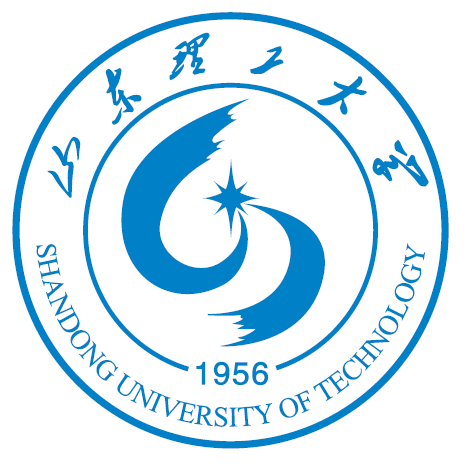 山东理工大学
1956
SHANDONG UNIVERSITY OF TECHNOLOGY